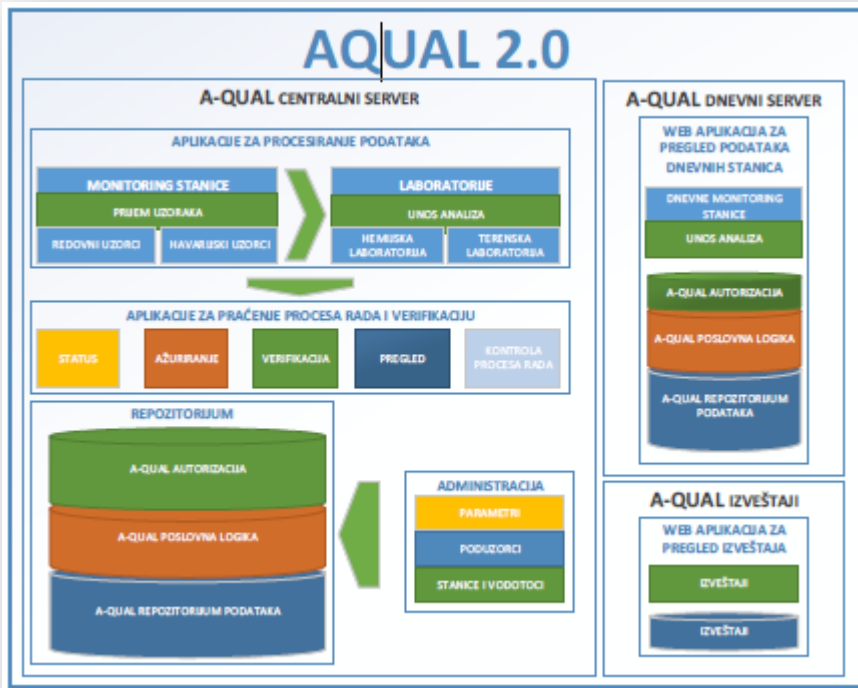 AQUAL 2.0
A-QUAL CENTRALNI SERVER
APLIKACIJE ZA PROCESIRANJE PODATAKA
MONITORING STANICE
PRIJEM UZORAKA
REDOVNI UZORCI
HAVARIJSKI UZORCI
LABORATORIJE
UNOS ANALIZA
HEMIJSKA
LABORATORIJA
TERENSKA
LABORATORIJA
APLIKACIJE ZA PRAĆENJE PROCESA RADA I VERIFIKACIJU
STATUS
AŽURIRANJE
VERIFIKACIJA
PREGLED
KONTROLA
PROCESA RADA
REPOZITORIJUM
A-QUAL AUTORIZACIJA
A-QUAL POSLOVNA LOGIKA
A-QUAL REPOZITORIJUM PODATAKA
ADMINISTRACIJA
PARAMETRI
PODUZORCI
STANICE I VODOTOCI
A-QUAL DNEVNI SERVER
WEB APLIKACIJA ZA
PREGLED PODATAKA
DNEVNIH STANICA
DNEVNE MONITORING
STANICE
UNOS ANALIZA
A-QUAL AUTORIZACIJA
A-QUAL POSLOVNA LOGIKA
A-QUAL REPOZITORIJUM
PODATAKA
A-QUAL IZVEŠTAJI
WEB APLIKACIJA ZA
PREGLED IZVEŠTAJA
IZVEŠTAJI
IZVEŠTAJI